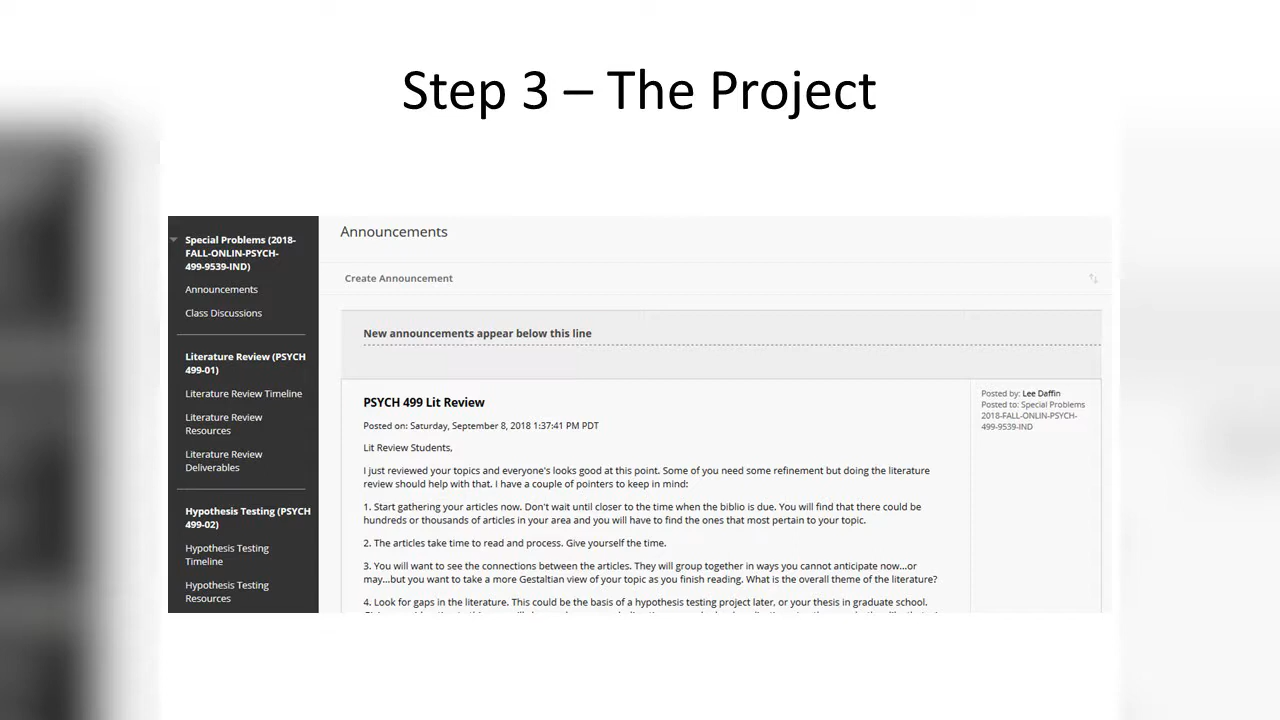 Step 3 – The Project
Special Problems (2018-
FALL-ONLIN-PSYCH-
499-9539-IND)
Announcements
Class Discussions
Literature Review (PSYCH
499-01)
Literature Review Timeline
Literature Review
Resources
Literature Review
Deliverables
Hypothesis Testing (PSYCH
499-02)
Hypothesis Testing
Timeline
Hypothesis Testing
Resources
Announcements
Create Announcement
New announcements appear below this line
PSYCH 499 Lit Review
Posted on: Saturday, September 8, 2018 1:37:41 PM PDT
Lit Review Students,
I just reviewed your topics and everyone's looks good at this point. Some of you need some refinement but doing the literature
review should help with that. I have a couple of pointers to keep in mind:
1. Start gathering your articles now. Don't wait until closer to the time when the biblio is due. You will find that there could be
hundreds or thousands of articles in your area and you will have to find the ones that most pertain to your topic.
2. The articles take time to read and process. Give yourself the time.
3. You will want to see the connections between the articles. They will group together in ways you cannot anticipate now...or
may...but you want to take a more Gestaltian view of your topic as you finish reading. What is the overall theme of the literature?
4. Look for gaps in the literature. This could be the basis of a hypothesis testing project later, or your thesis in graduate school.
Posted by: Lee Daffin
Posted to: Special Problems
2018-FALL-ONLIN-PSYCH-
499-9539-IND